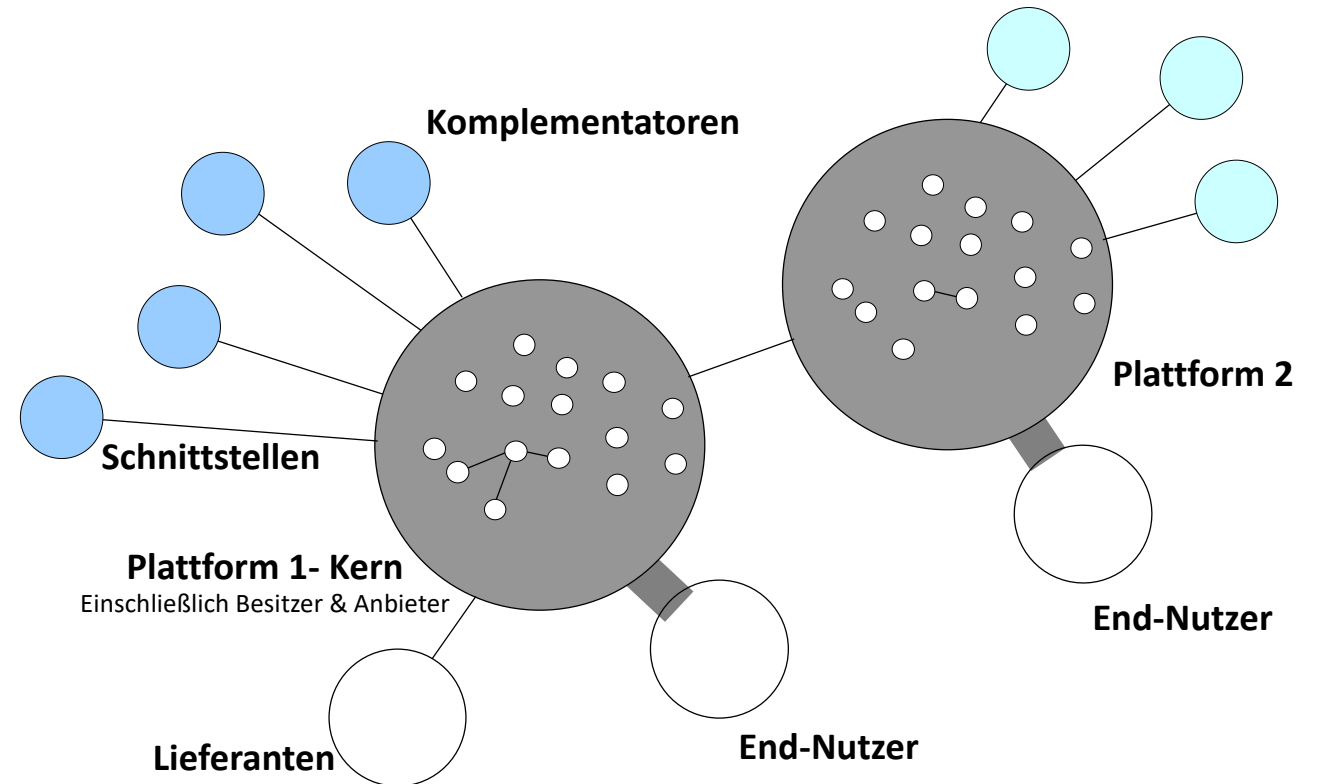 Komplementatoren
Plattform 2
Schnittstellen
Plattform 1- Kern
Einschließlich Besitzer & Anbieter
End-Nutzer
End-Nutzer
Lieferanten